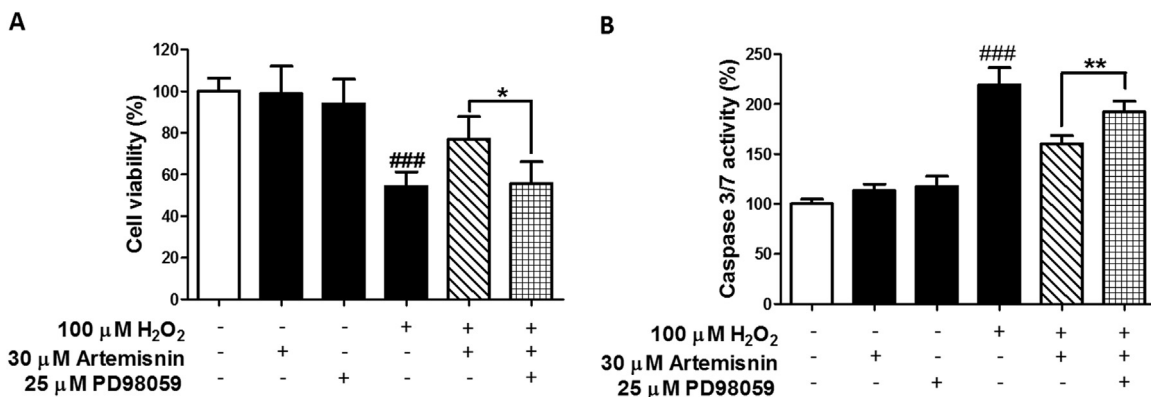 A
Cell viability (%)
120
100
80
60
40
20
0
###
*
100 μM H₂O₂ - - - + + +
30 μM Artemisnin - + - - + +
25 μM PD98059 - - + - - +
B
Caspase 3/7 activity (%)
250
200
150
100
50
0
###
**
100 μM H₂O₂ - - - + + +
30 μM Artemisnin - + - - + +
25 μM PD98059 - - + - - +